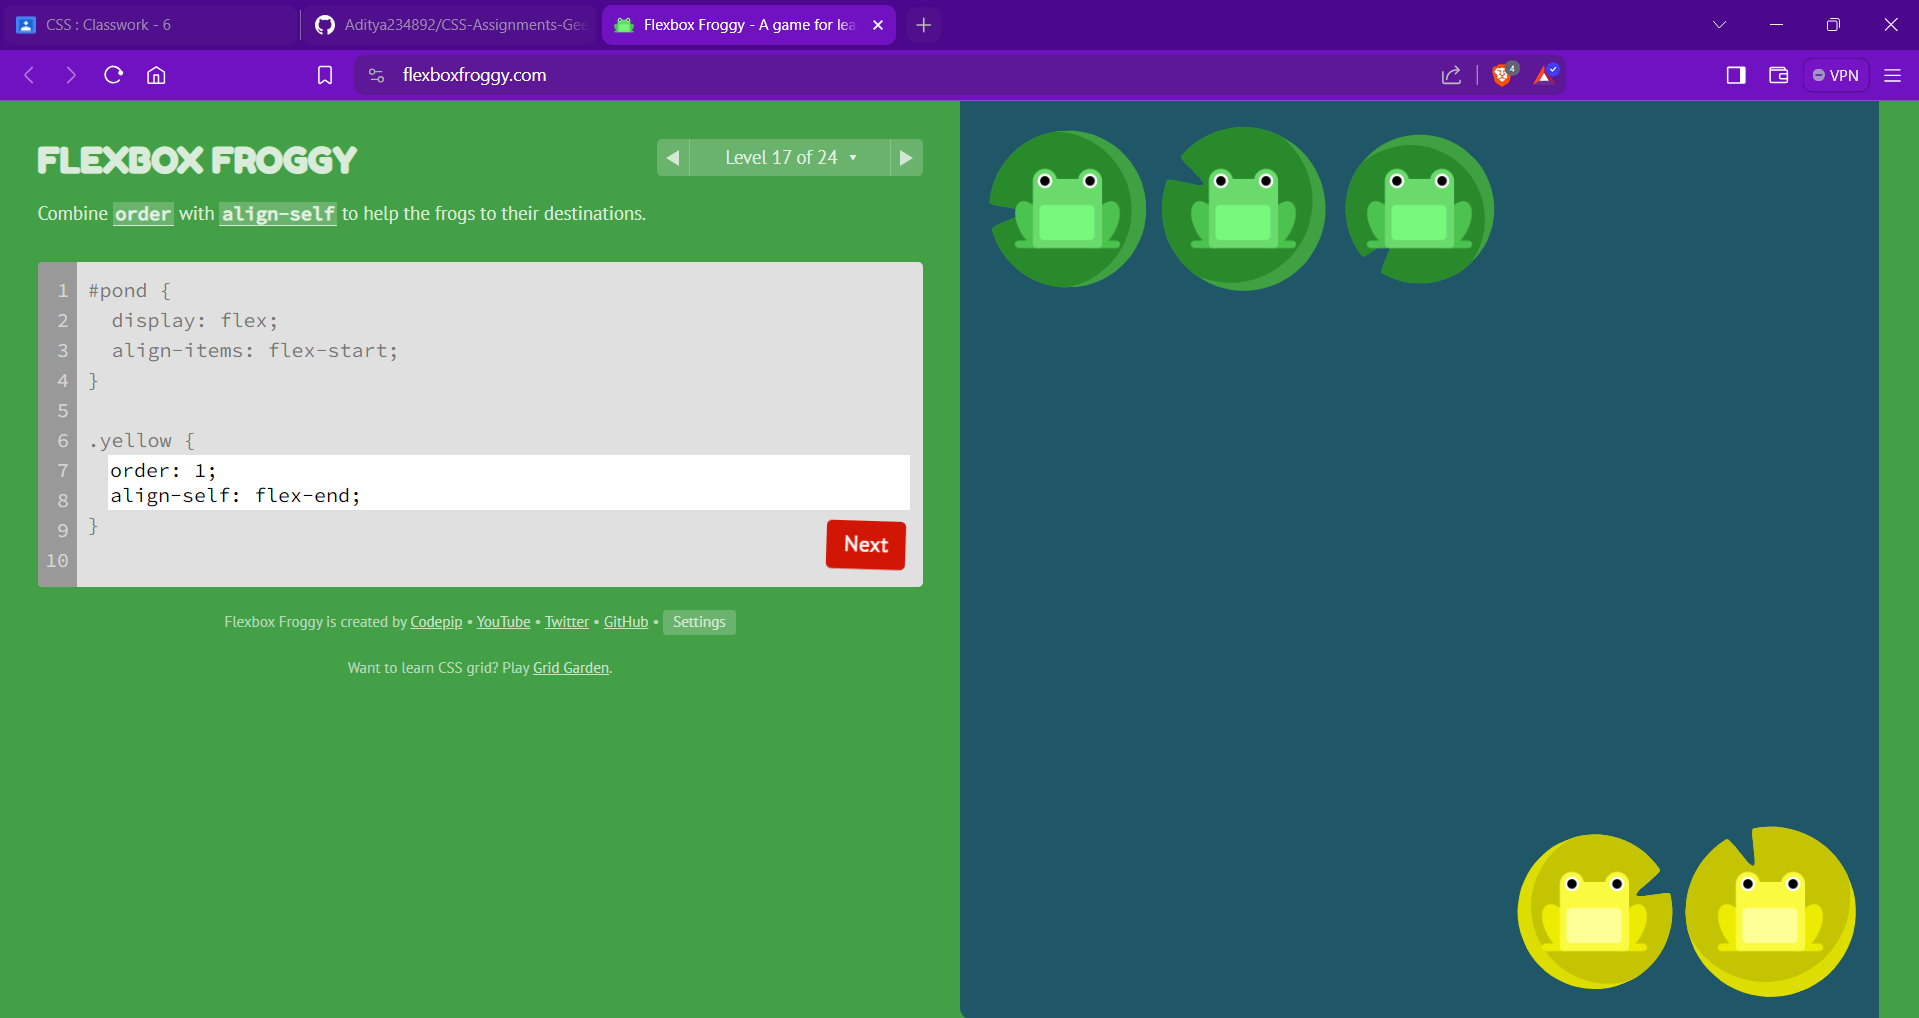 CSS : Classwork - 6
Aditya234892/CSS-Assignments-Gee
Flexbox Froggy - A game for lea
flexboxfroggy.com
4
VPN
FLEXBOX FROGGY
Level 17 of 24
Combine order with align-self to help the frogs to their destinations.
1 #pond {
2 display: flex;
3 align-items: flex-start;
4 }
5
6 .yellow {
7 order: 1;
8 align-self: flex-end;
9 }
10
Next
Flexbox Froggy is created by Codepip • YouTube • Twitter • GitHub • Settings
Want to learn CSS grid? Play Grid Garden.